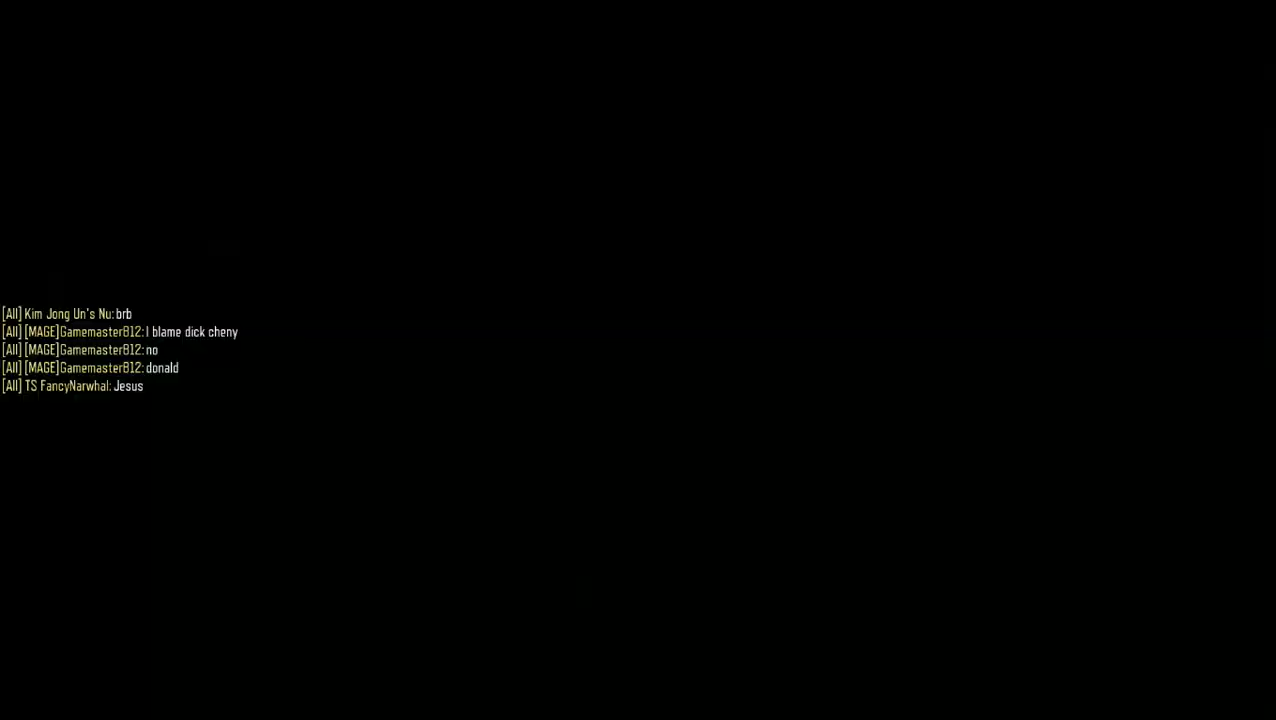 [All] Kim Jong Un's Nu: brb
[All] [MAGE]Gamemaster812: I blame dick cheny
[All] [MAGE]Gamemaster812: no
[All] [MAGE]Gamemaster812: donald
[All] TS FancyNarwhal: Jesus